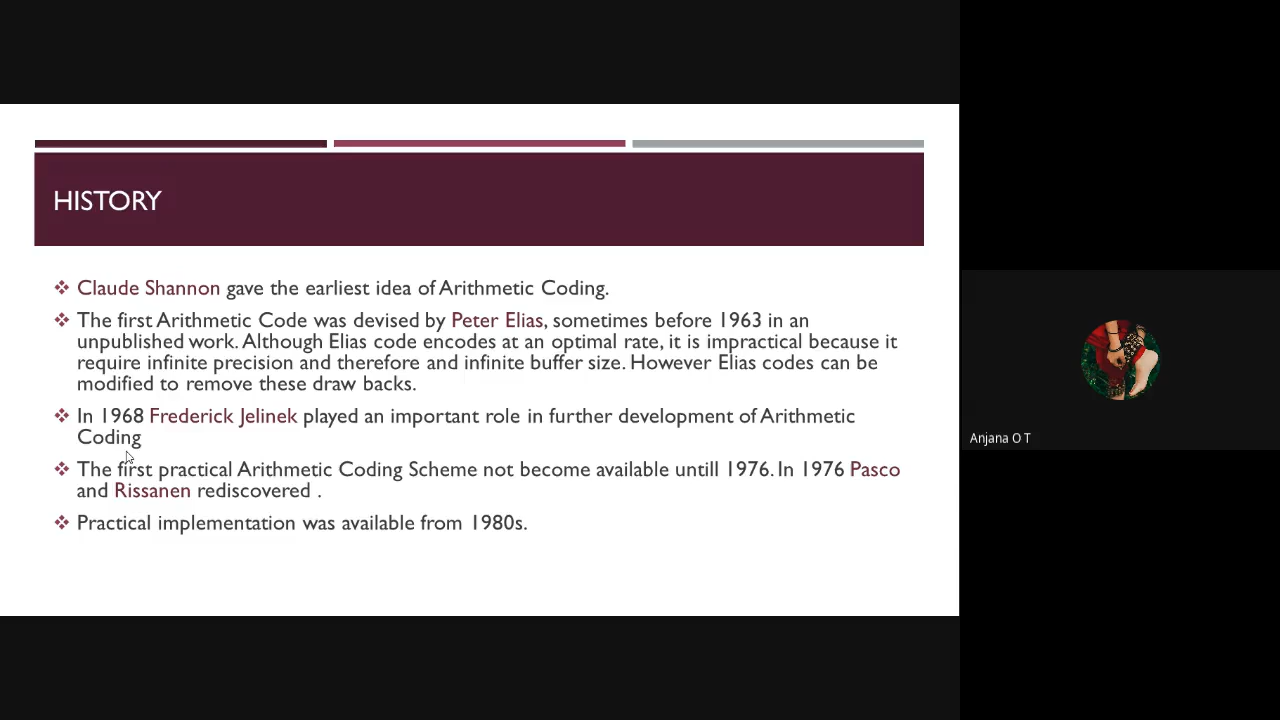 HISTORY
❖ Claude Shannon gave the earliest idea of Arithmetic Coding.
❖ The first Arithmetic Code was devised by Peter Elias, sometimes before 1963 in an
unpublished work. Although Elias code encodes at an optimal rate, it is impractical because it
require infinite precision and therefore and infinite buffer size. However Elias codes can be
modified to remove these draw backs.
❖ In 1968 Frederick Jelinek played an important role in further development of Arithmetic
Coding
❖ The first practical Arithmetic Coding Scheme not become available untill 1976. In 1976 Pasco
and Rissanen rediscovered .
❖ Practical implementation was available from 1980s.
Anjana O T